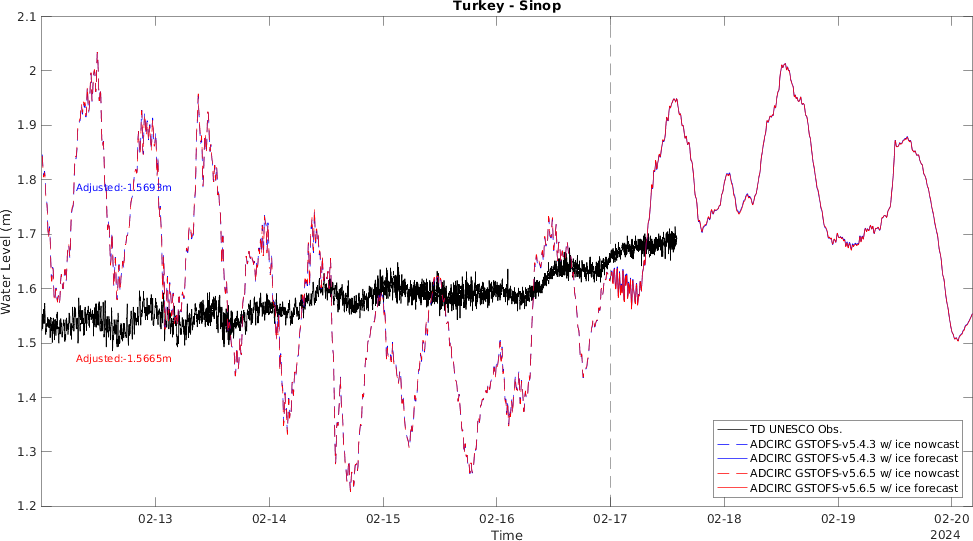 Turkey - Sinop
2.1
2
1.9
1.8
1.7
1.6
1.5
1.4
1.3
1.2
Water Level (m)
Adjusted:-1.5693m
Adjusted:-1.5665m
TD UNESCO Obs.
ADCIRC GSTOFS-v5.4.3 w/ ice nowcast
ADCIRC GSTOFS-v5.4.3 w/ ice forecast
ADCIRC GSTOFS-v5.6.5 w/ ice nowcast
ADCIRC GSTOFS-v5.6.5 w/ ice forecast
02-13 02-14 02-15 02-16 02-17 02-18 02-19 02-20
2024
Time